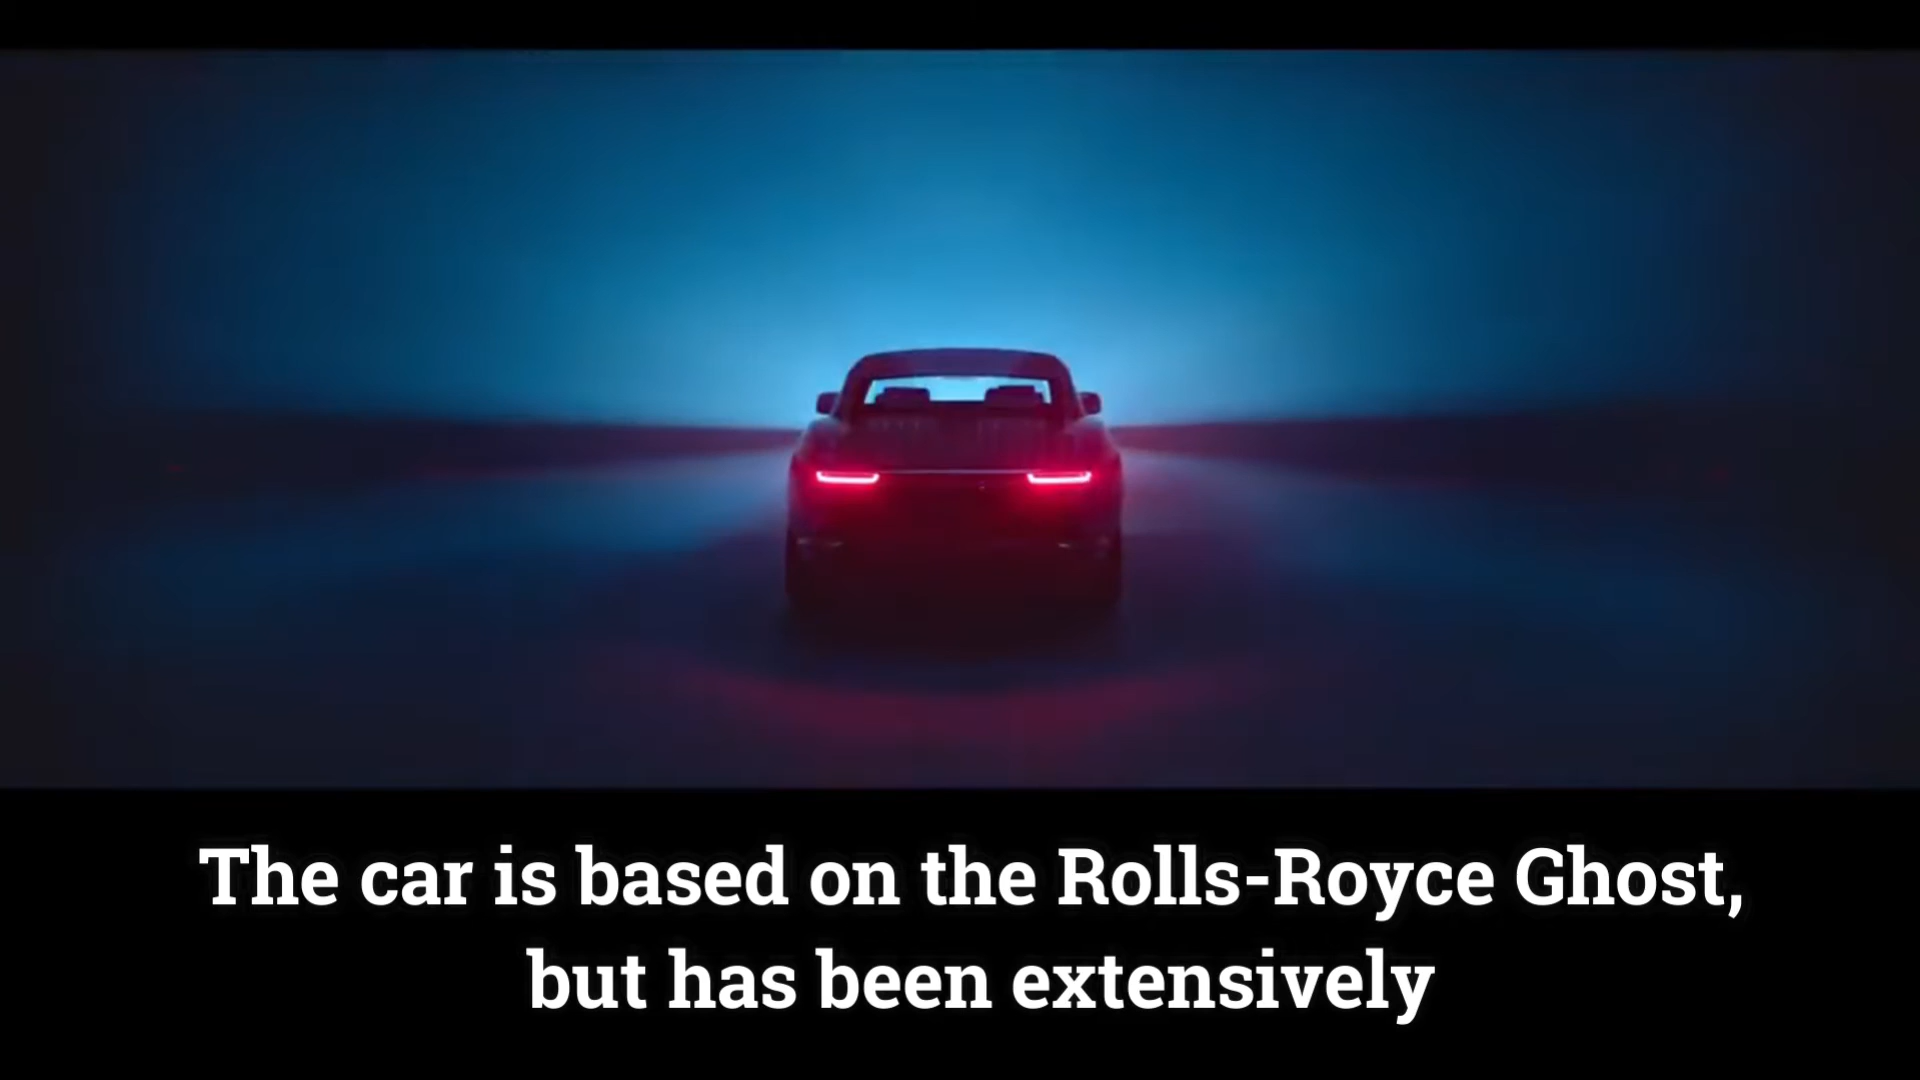 The car is based on the Rolls-Royce Ghost,
but has been extensively